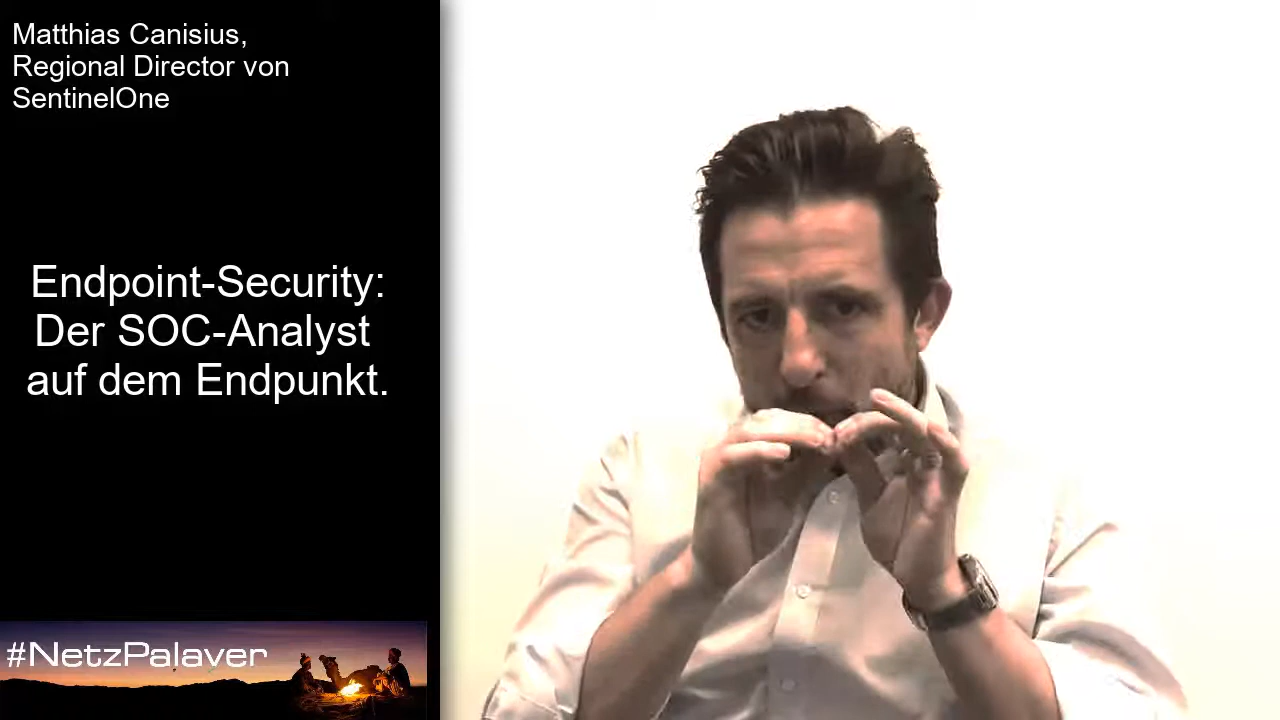 Matthias Canisius,
Regional Director von
SentinelOne
Endpoint-Security:
Der SOC-Analyst
auf dem Endpunkt.
#NetzPalaver